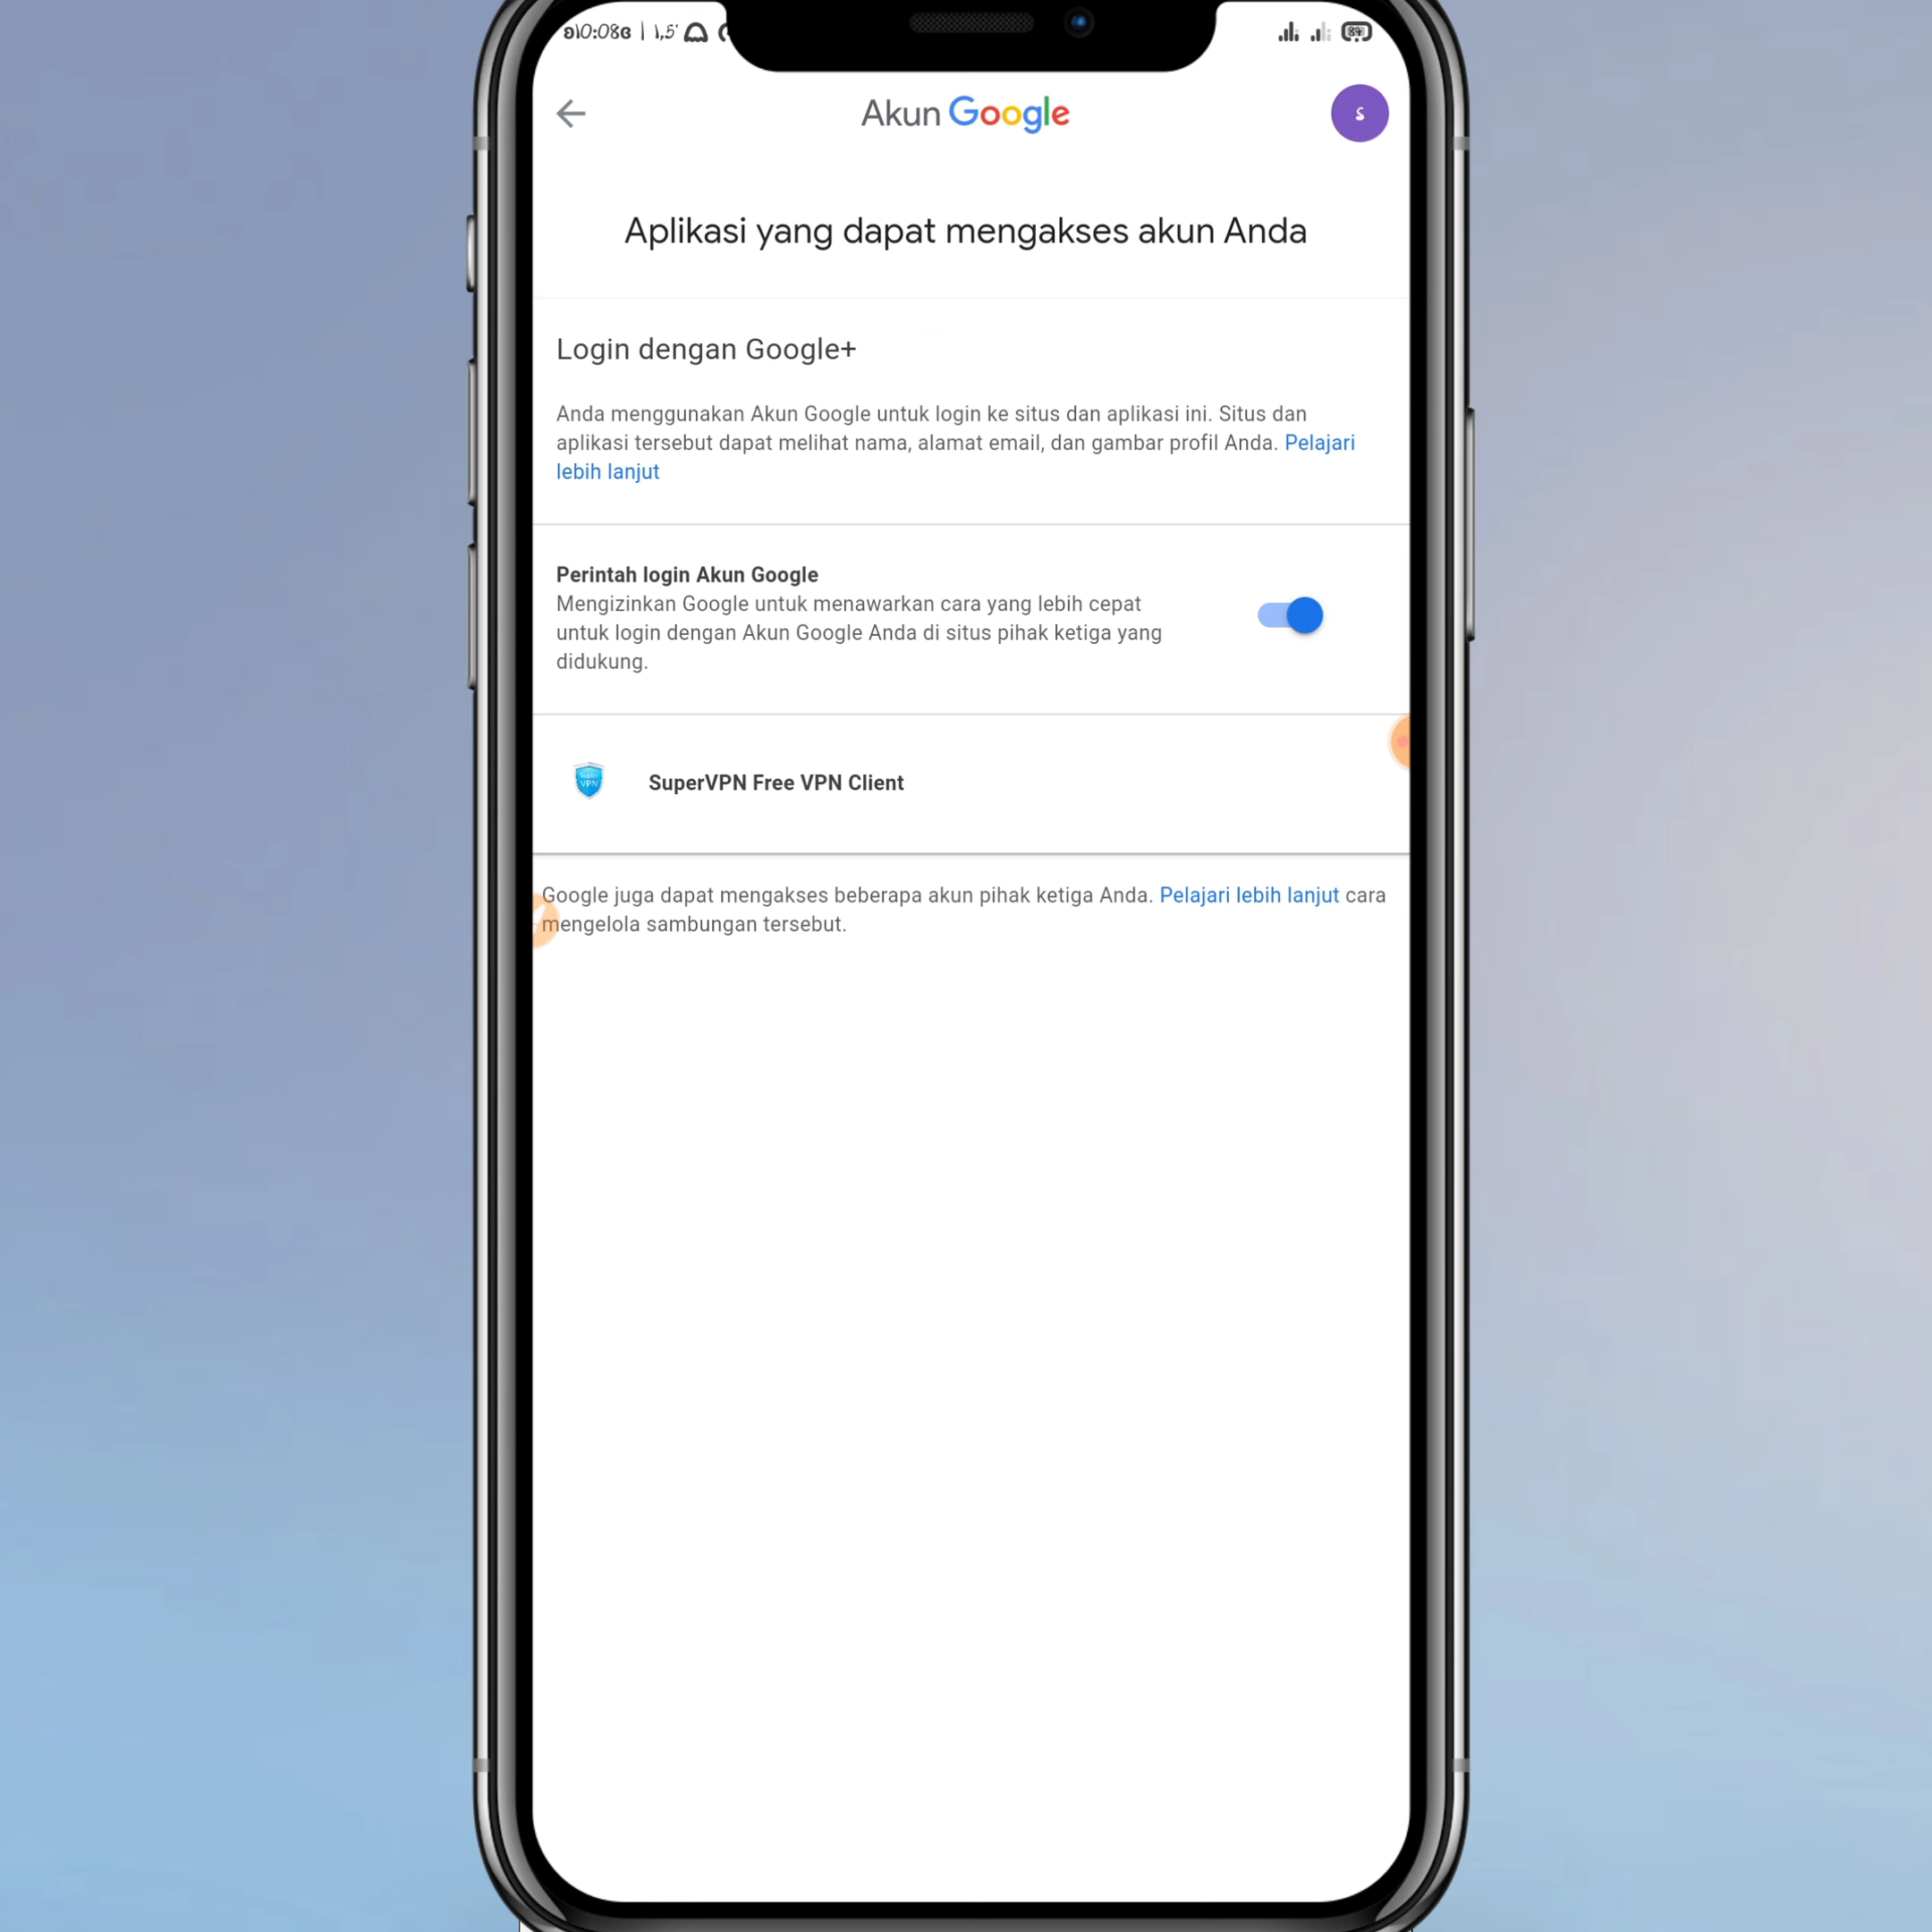 10:08
Akun Google
s
Aplikasi yang dapat mengakses akun Anda
Login dengan Google+
Anda menggunakan Akun Google untuk login ke situs dan aplikasi ini. Situs dan
aplikasi tersebut dapat melihat nama, alamat email, dan gambar profil Anda. Pelajari
lebih lanjut
Perintah login Akun Google
Mengizinkan Google untuk menawarkan cara yang lebih cepat
untuk login dengan Akun Google Anda di situs pihak ketiga yang
didukung.
VPN
SuperVPN Free VPN Client
Google juga dapat mengakses beberapa akun pihak ketiga Anda. Pelajari lebih lanjut cara
mengelola sambungan tersebut.